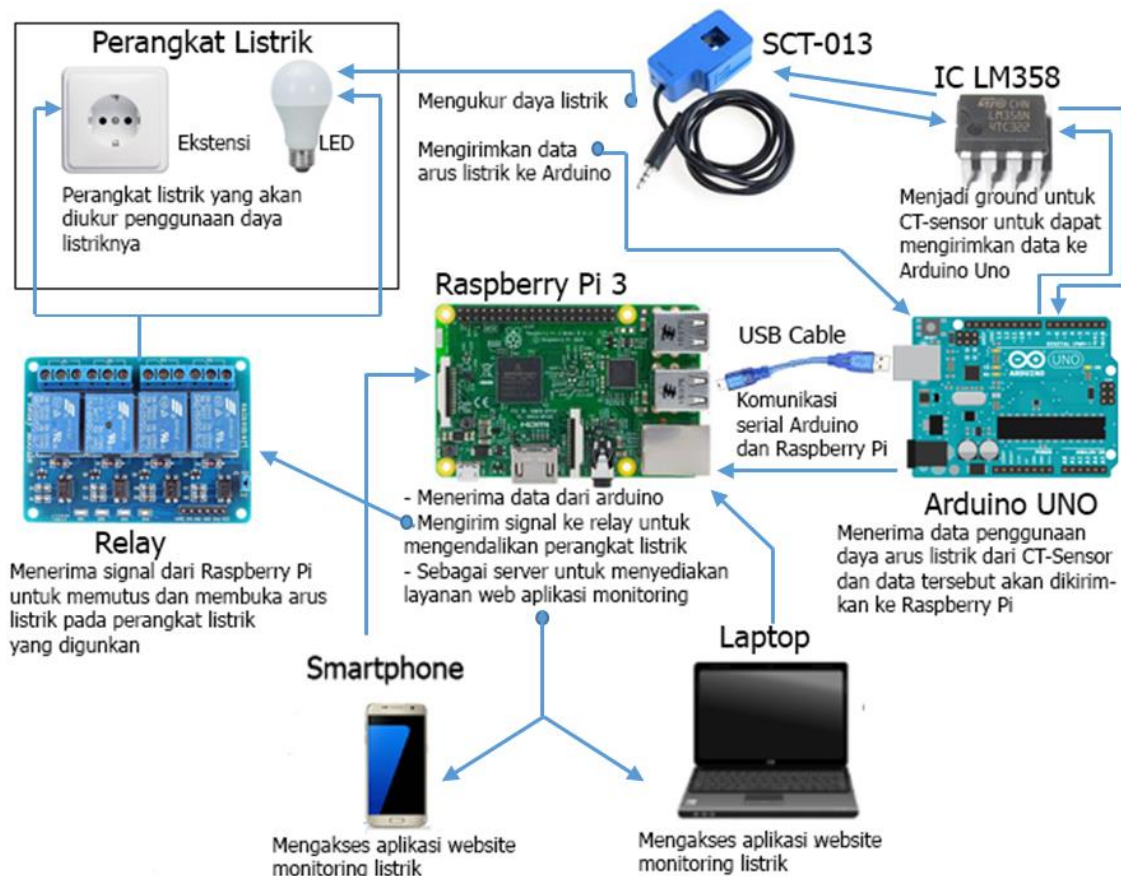 Perangkat Listrik
Ekstensi
LED
Perangkat listrik yang akan
diukur penggunaan daya
listriknya
SCT-013
Mengukur daya listrik
Mengirimkan data
arus listrik ke Arduino
IC LM358
CHN
LM358N
Menjadi ground untuk
CT-sensor untuk dapat
mengirimkan data ke
Arduino Uno
Raspberry Pi 3
USB Cable
Komunikasi
serial Arduino
dan Raspberry Pi
UNO
ARDUINO
Arduino UNO
Menerima data penggunaan
daya arus listrik dari CT-Sensor
dan data tersebut akan dikirim-
kan ke Raspberry Pi
- Menerima data dari arduino
- Mengirim signal ke relay untuk
mengendalikan perangkat listrik
- Sebagai server untuk menyediakan
layanan web aplikasi monitoring
Relay
Menerima signal dari Raspberry Pi
untuk memutus dan membuka arus
listrik pada perangkat listrik
yang digunkan
Smartphone
Mengakses aplikasi website
monitoring listrik
Laptop
Mengakses aplikasi website
monitoring listrik